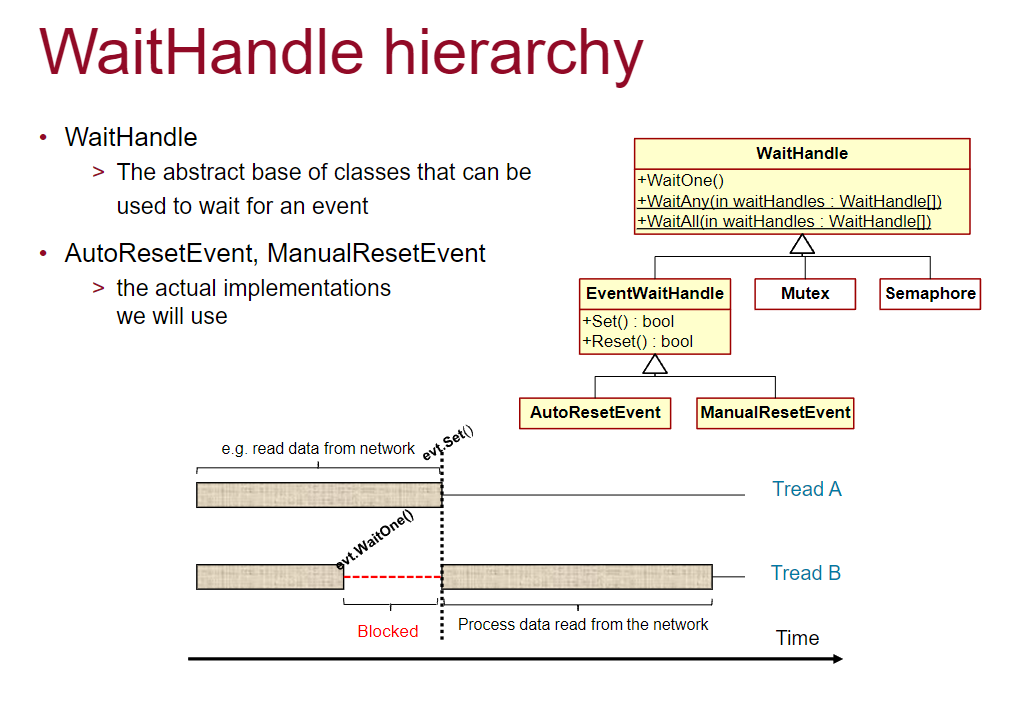 WaitHandle hierarchy
• WaitHandle
> The abstract base of classes that can be
used to wait for an event
• AutoResetEvent, ManualResetEvent
> the actual implementations
we will use
WaitHandle
+WaitOne()
+WaitAny(in waitHandles : WaitHandle[])
+WaitAll(in waitHandles : WaitHandle[])
EventWaitHandle
+Set() : bool
+Reset() : bool
Mutex
Semaphore
AutoResetEvent
ManualResetEvent
e.g. read data from network
evt.Set()
Tread A
evt.WaitOne()
Tread B
Blocked
Process data read from the network
Time